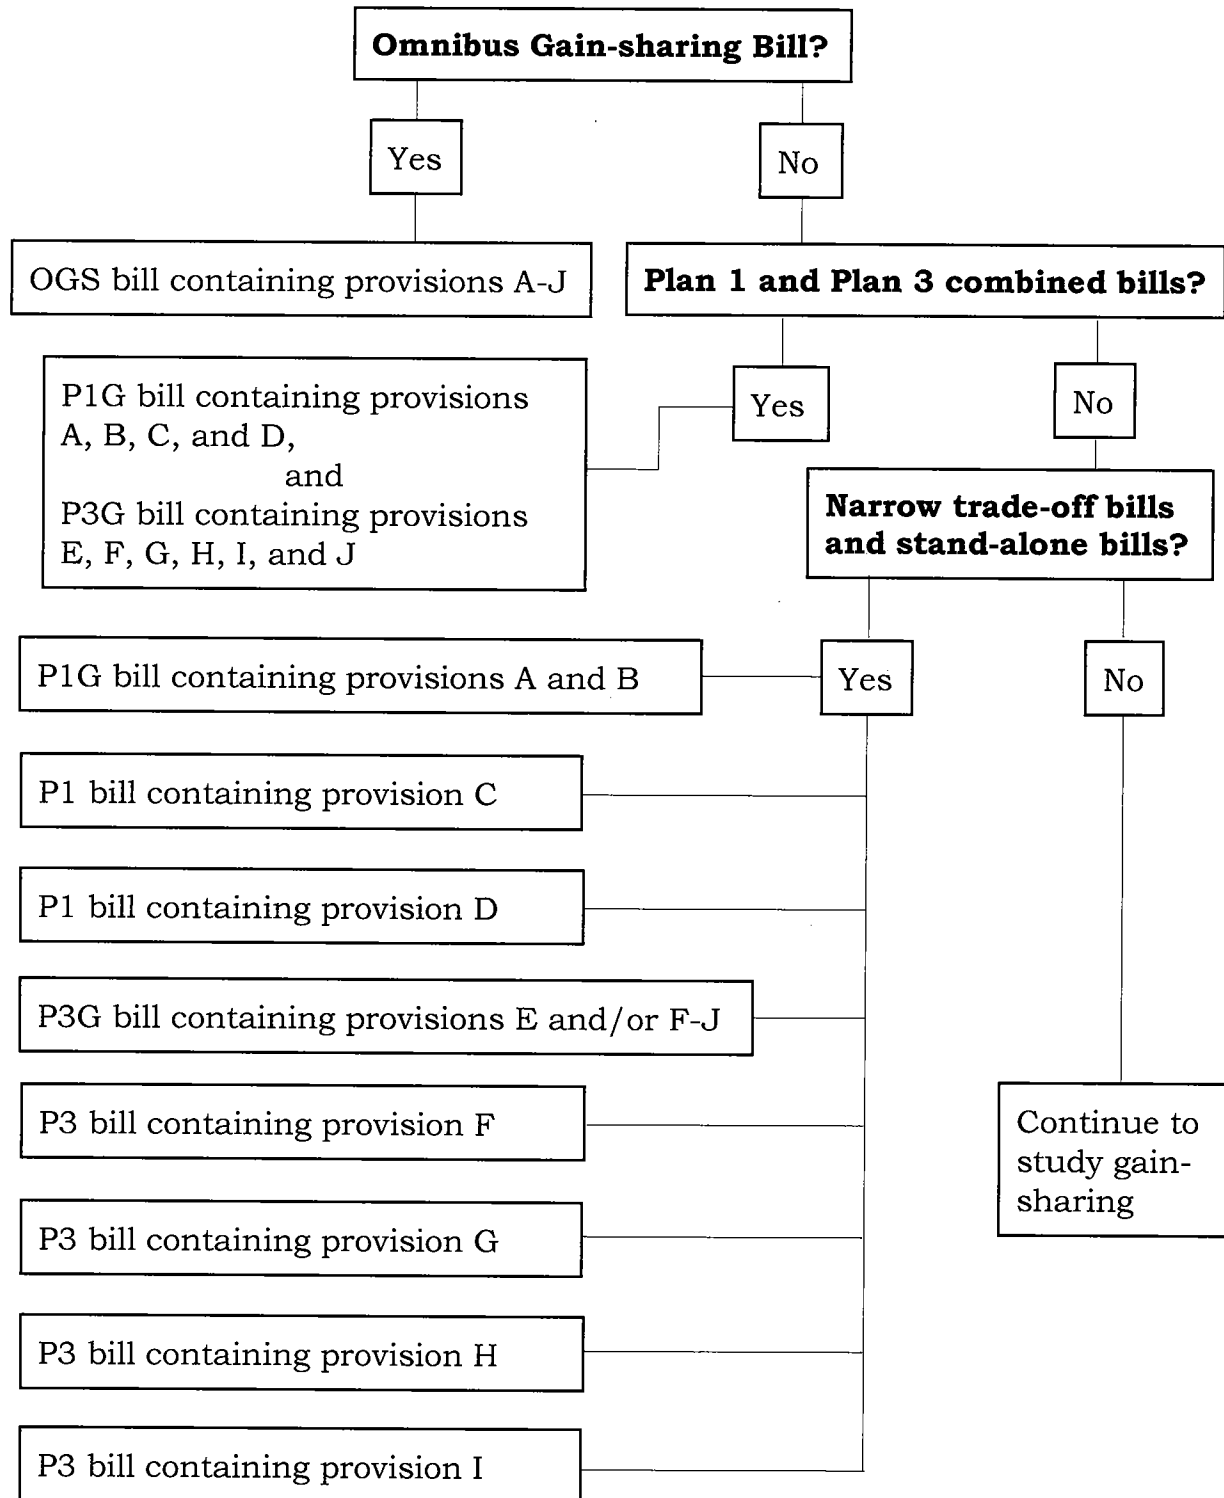 Omnibus Gain-sharing Bill?
Yes
No
OGS bill containing provisions A-J
Plan 1 and Plan 3 combined bills?
P1G bill containing provisions
A, B, C, and D,
and
P3G bill containing provisions
E, F, G, H, I, and J
Yes
No
Narrow trade-off bills
and stand-alone bills?
P1G bill containing provisions A and B
Yes
No
P1 bill containing provision C
P1 bill containing provision D
P3G bill containing provisions E and/or F-J
P3 bill containing provision F
Continue to
study gain-
sharing
P3 bill containing provision G
P3 bill containing provision H
P3 bill containing provision I